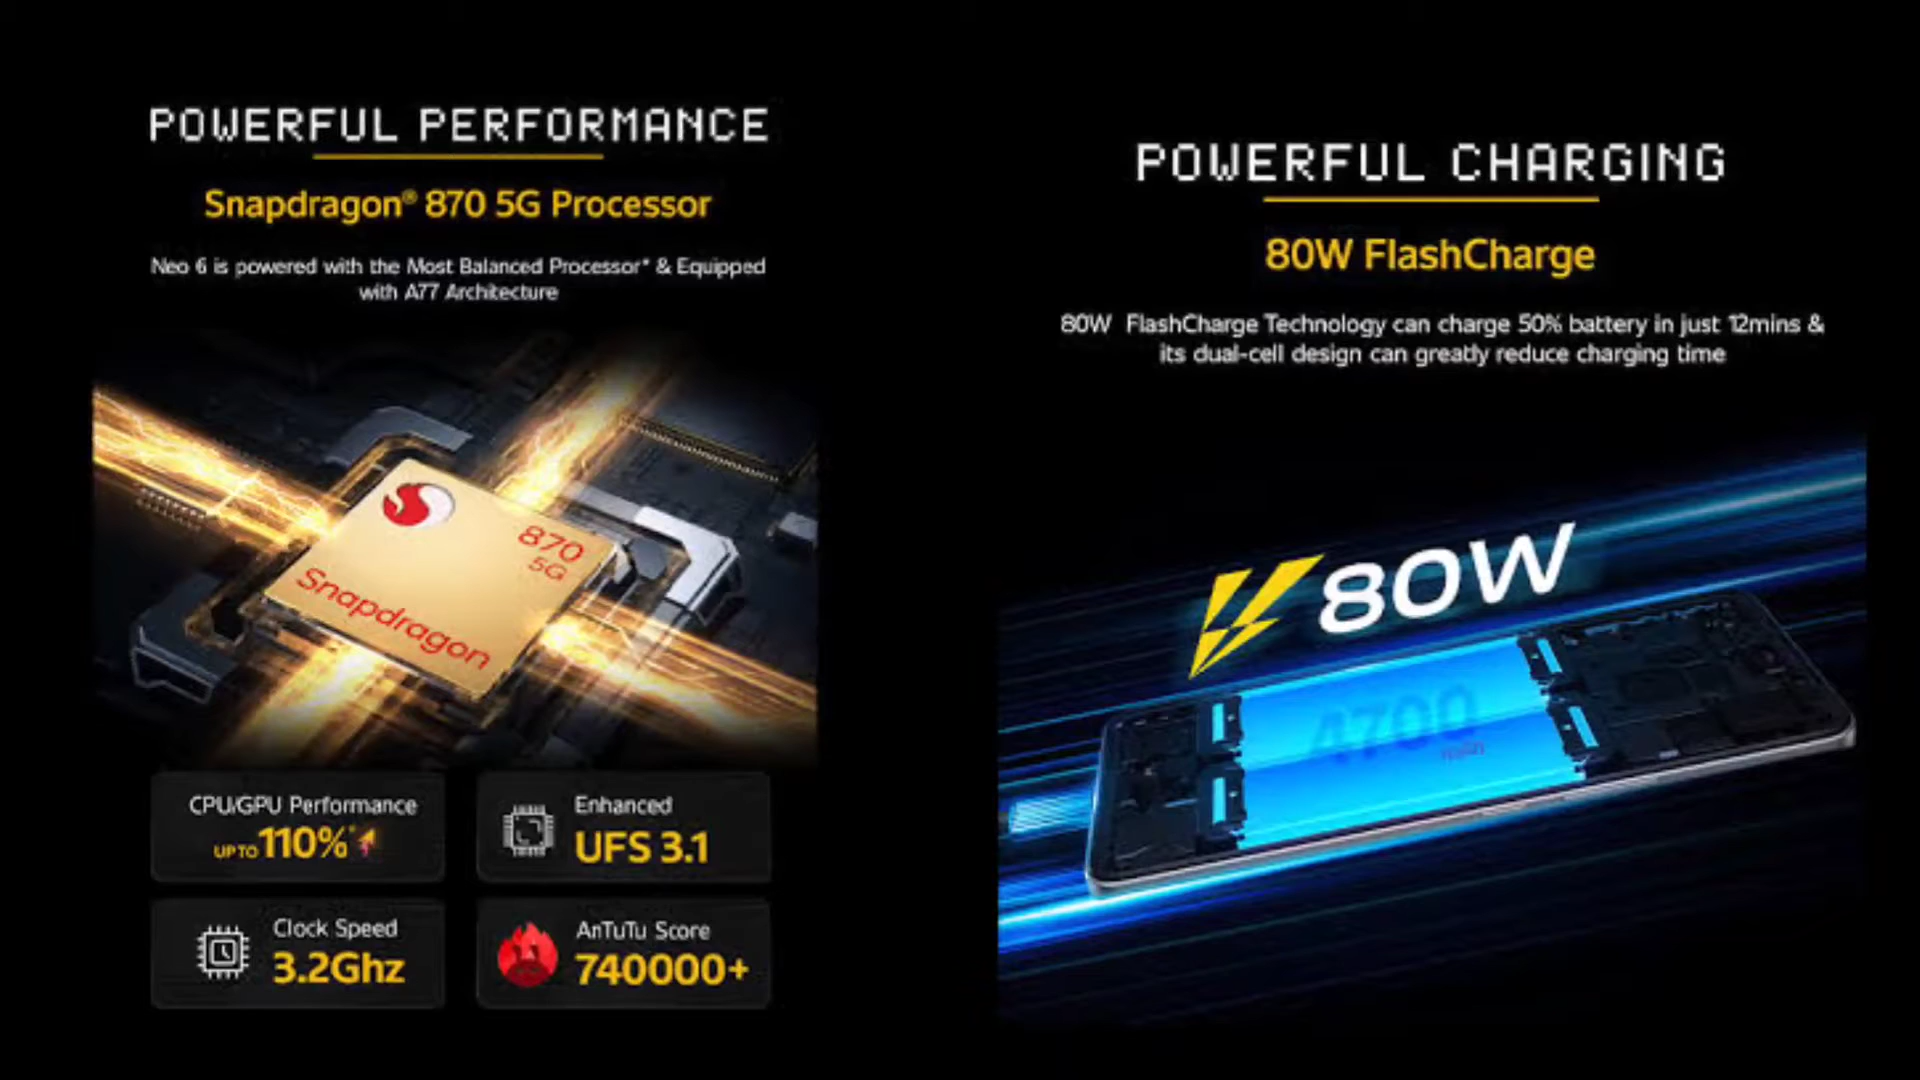 POWERFUL PERFORMANCE
Snapdragon® 870 5G Processor
Neo 6 is powered with the Most Balanced Processor* & Equipped
with A77 Architecture
870
5G
Snapdragon
CPU/GPU Performance
UP TO 110%*
Enhanced
UFS 3.1
Clock Speed
3.2Ghz
AnTuTu Score
740000+
POWERFUL CHARGING
80W FlashCharge
80W FlashCharge Technology can charge 50% battery in just 12mins &
its dual-cell design can greatly reduce charging time
80W
4700
mAh